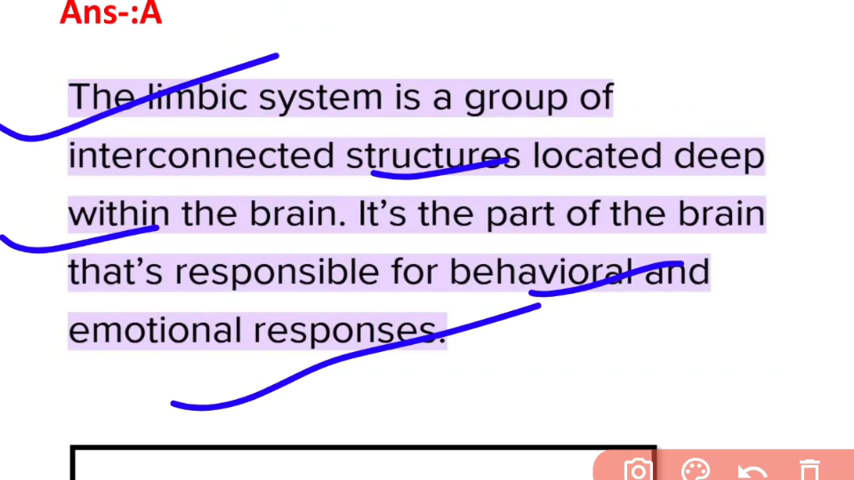 Ans-:A
The limbic system is a group of
interconnected structures located deep
within the brain. It's the part of the brain
that's responsible for behavioral and
emotional responses.